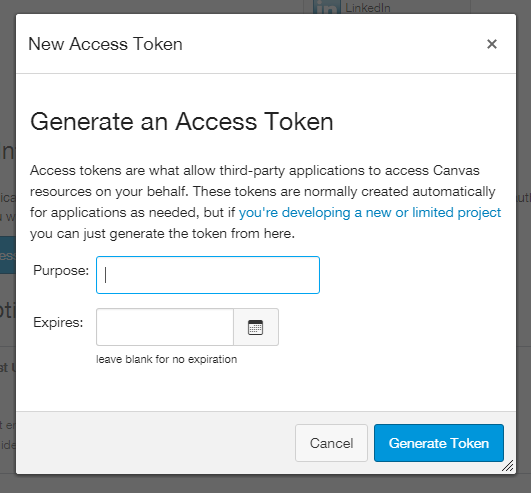 LinkedIn
New Access Token
×
Generate an Access Token
Access tokens are what allow third-party applications to access Canvas
resources on your behalf. These tokens are normally created automatically
for applications as needed, but if you're developing a new or limited project
you can just generate the token from here.
Purpose:
Expires:
leave blank for no expiration
Cancel
Generate Token